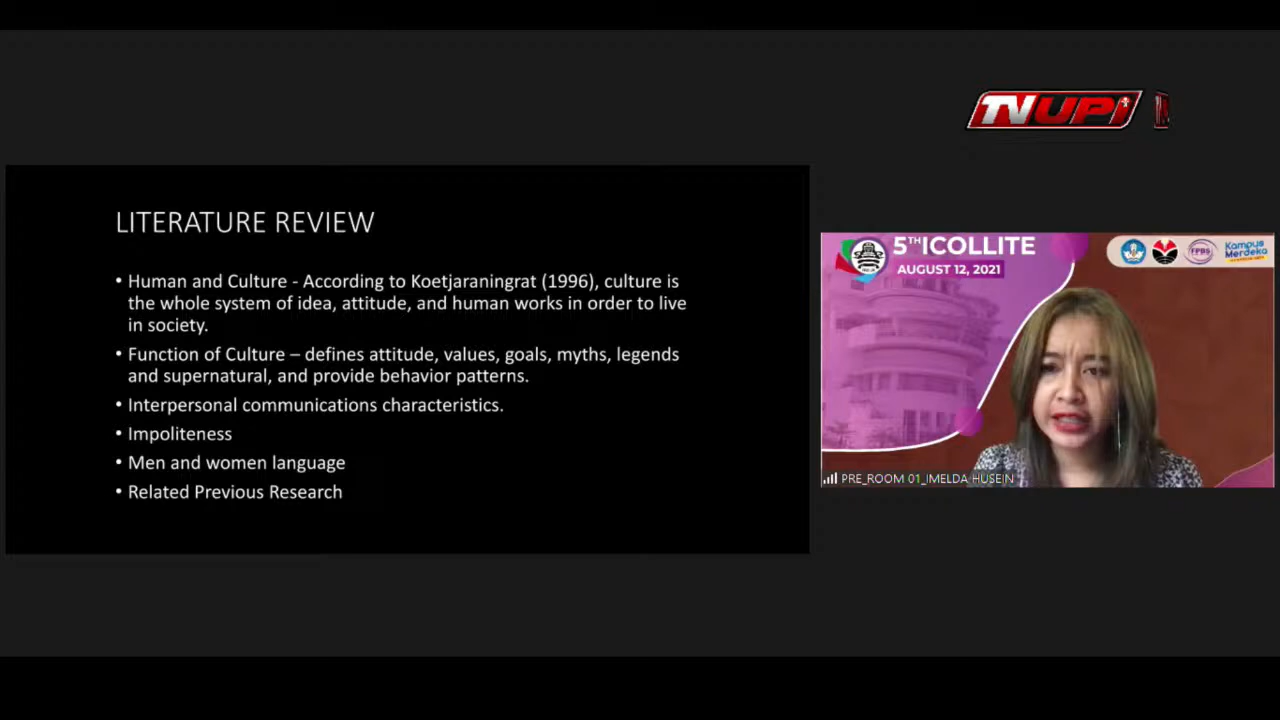 TVUPI
LITERATURE REVIEW
• Human and Culture - According to Koetjaraningrat (1996), culture is
the whole system of idea, attitude, and human works in order to live
in society.
• Function of Culture – defines attitude, values, goals, myths, legends
and supernatural, and provide behavior patterns.
• Interpersonal communications characteristics.
• Impoliteness
• Men and women language
• Related Previous Research
5TH ICOLLITE
AUGUST 12, 2021
FPBS
Kampus
Merdeka
PRE_ROOM 01_IMELDA HUSEIN